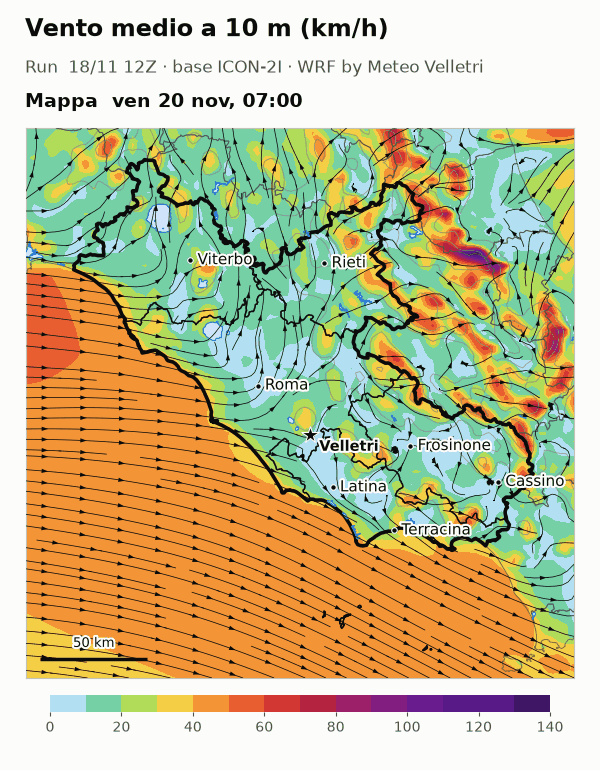 Vento medio a 10 m (km/h)
Run  18/11 12Z · base ICON-2I · WRF by Meteo Velletri
Mappa  ven 20 nov, 07:00
Viterbo
Rieti
Roma
Velletri
Frosinone
Latina
Cassino
Terracina
50 km
0 20 40 60 80 100 120 140